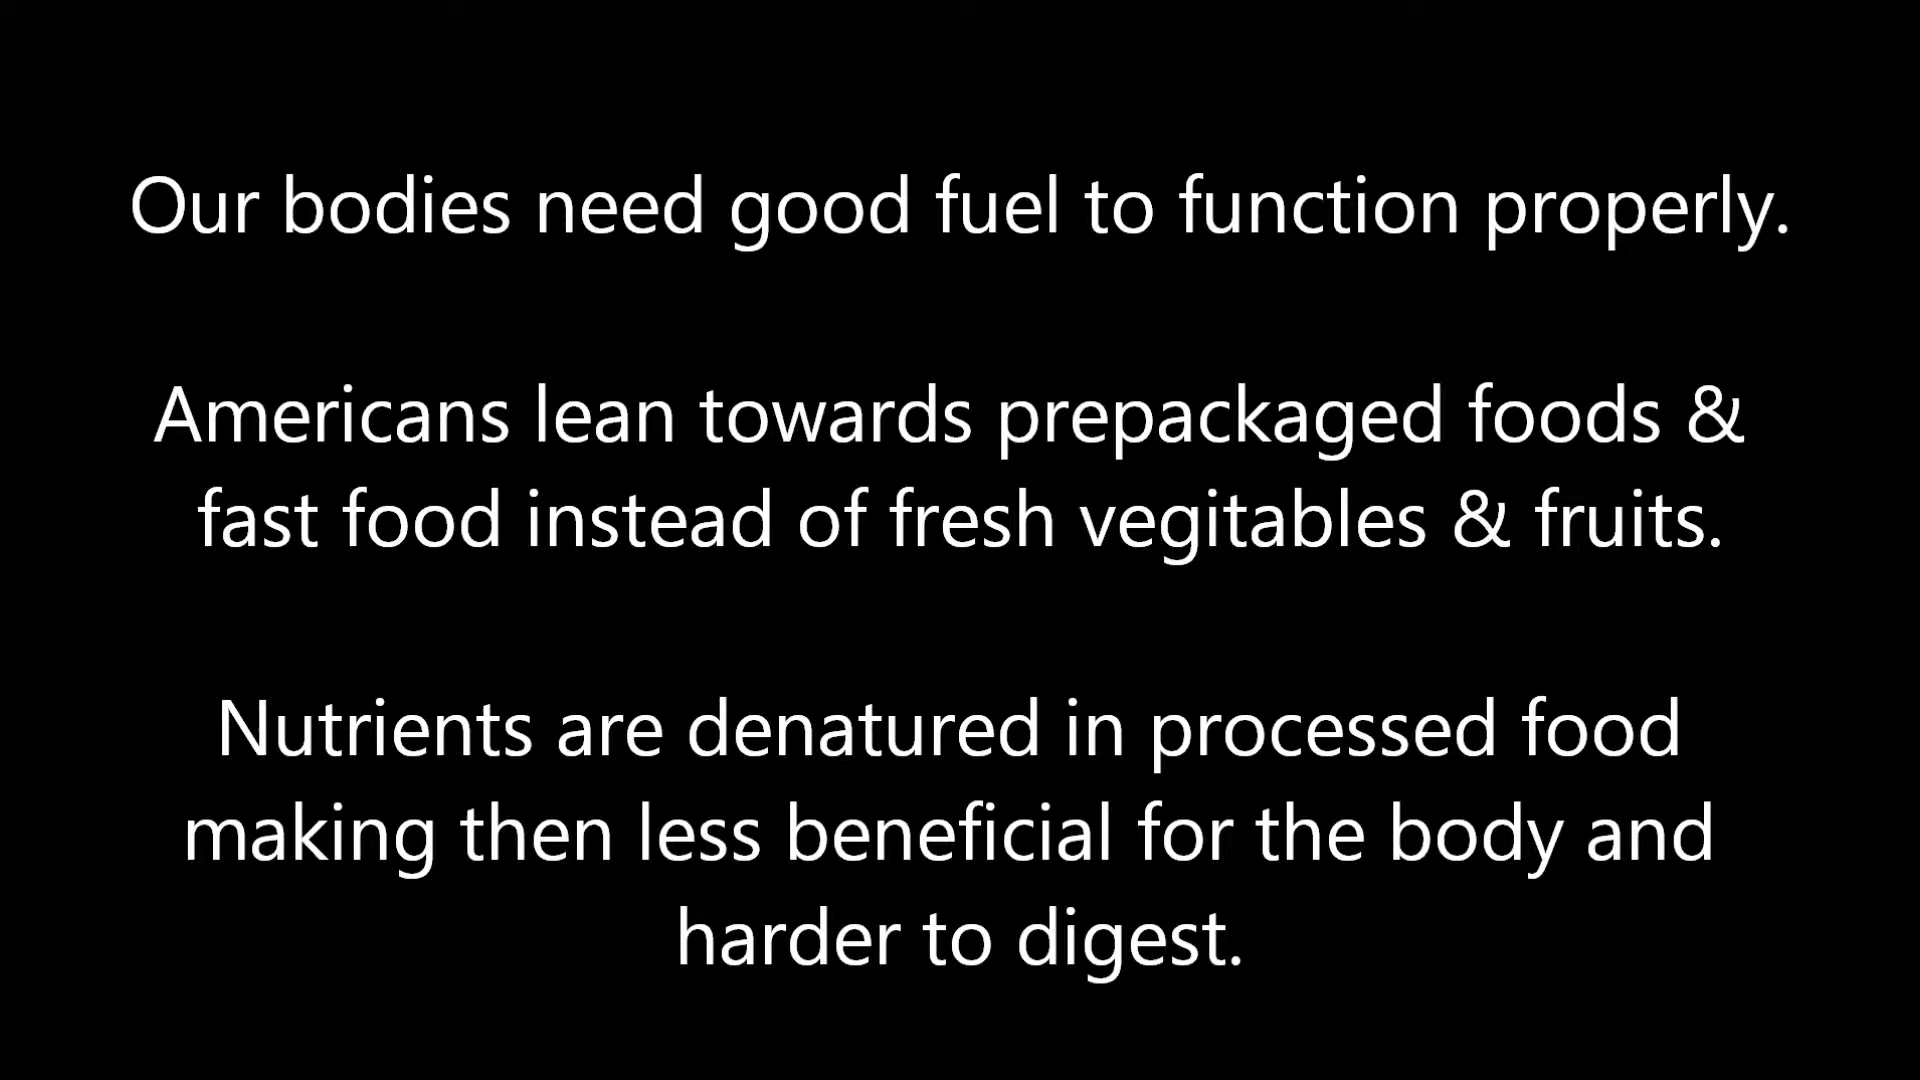 Our bodies need good fuel to function properly.
Americans lean towards prepackaged foods &
fast food instead of fresh vegitables & fruits.
Nutrients are denatured in processed food
making then less beneficial for the body and
harder to digest.